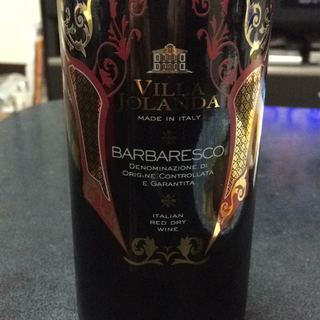 VILLA
JOLANDA
MADE IN ITALY
BARBARESCO
DENOMINAZIONE DI
ORIGINE CONTROLLATA
E GARANTITA
ITALIAN
RED DRY
WINE